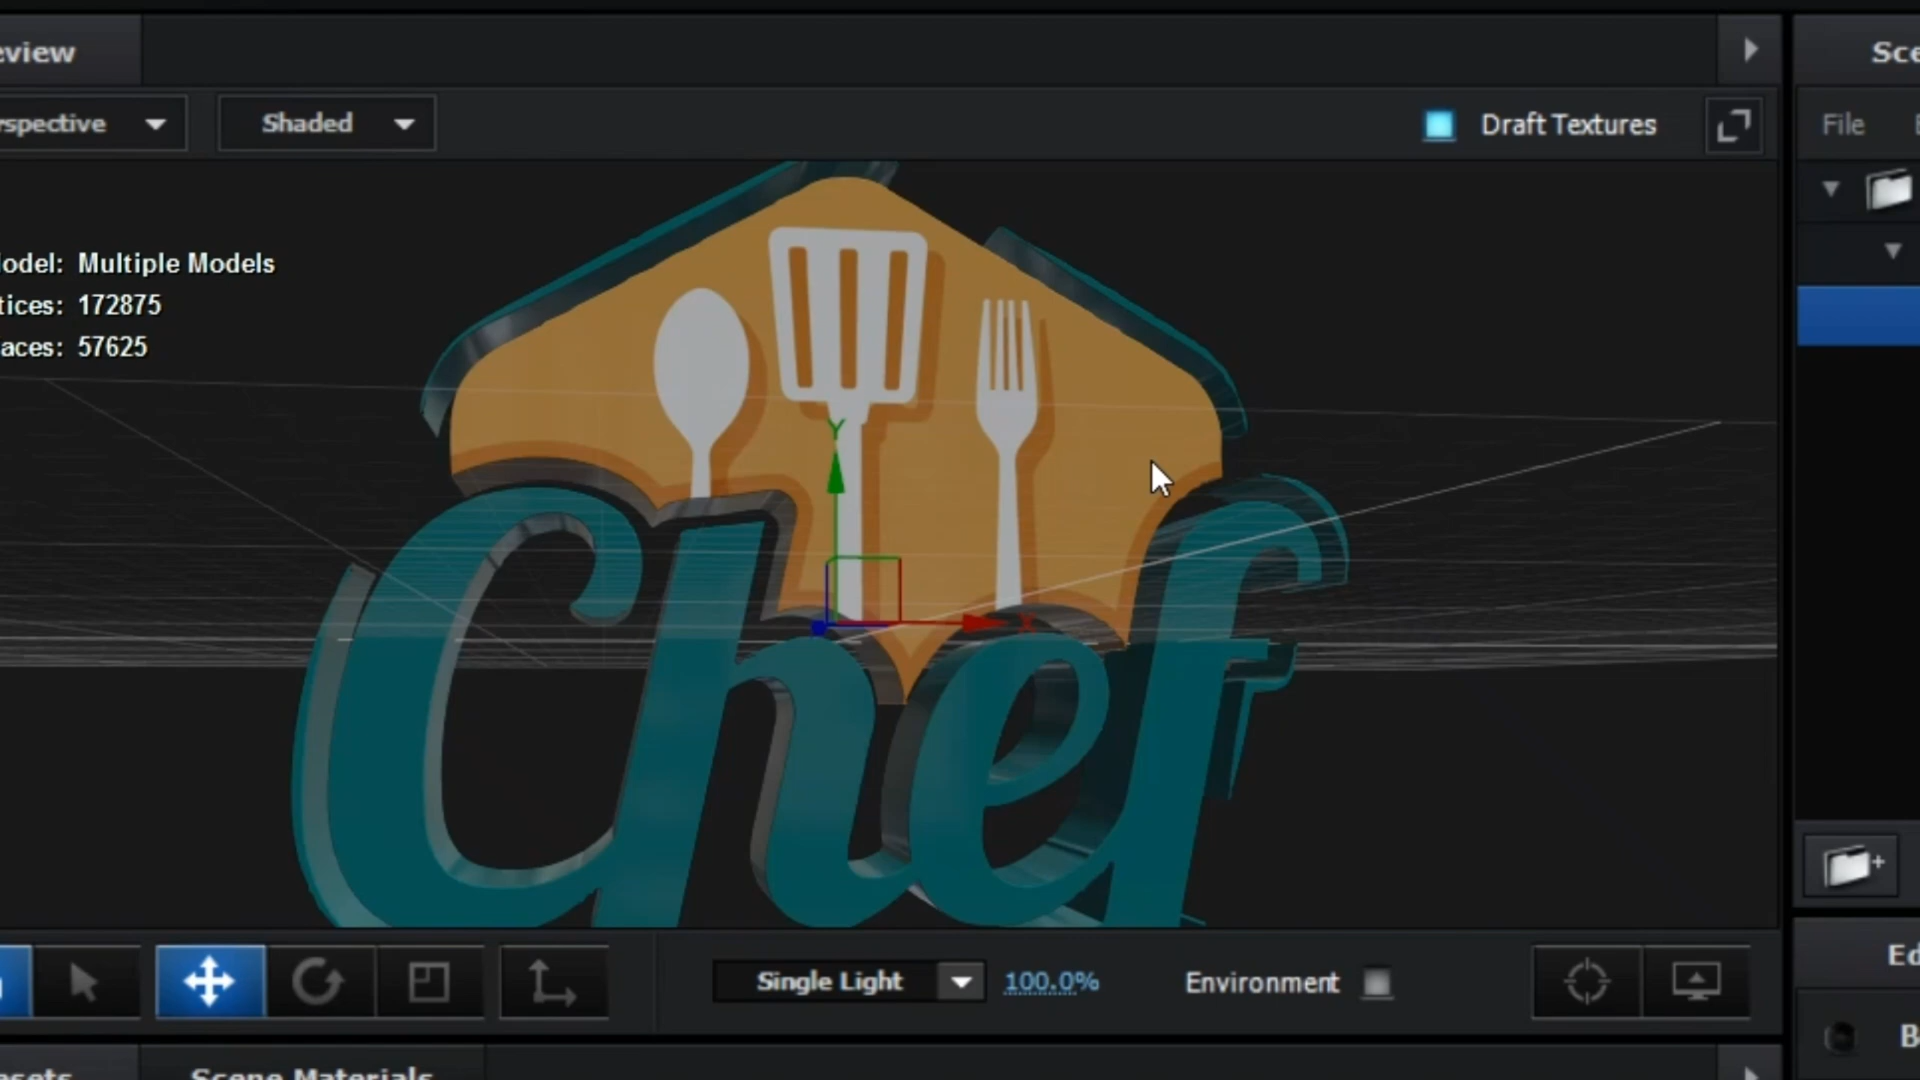 eview
Sce
rspective
Shaded
Draft Textures
File
odel: Multiple Models
tices: 172875
aces: 57625
Y
X
Chef
Single Light
100.0%
Environment
Ed
B
sets
Scene Materials